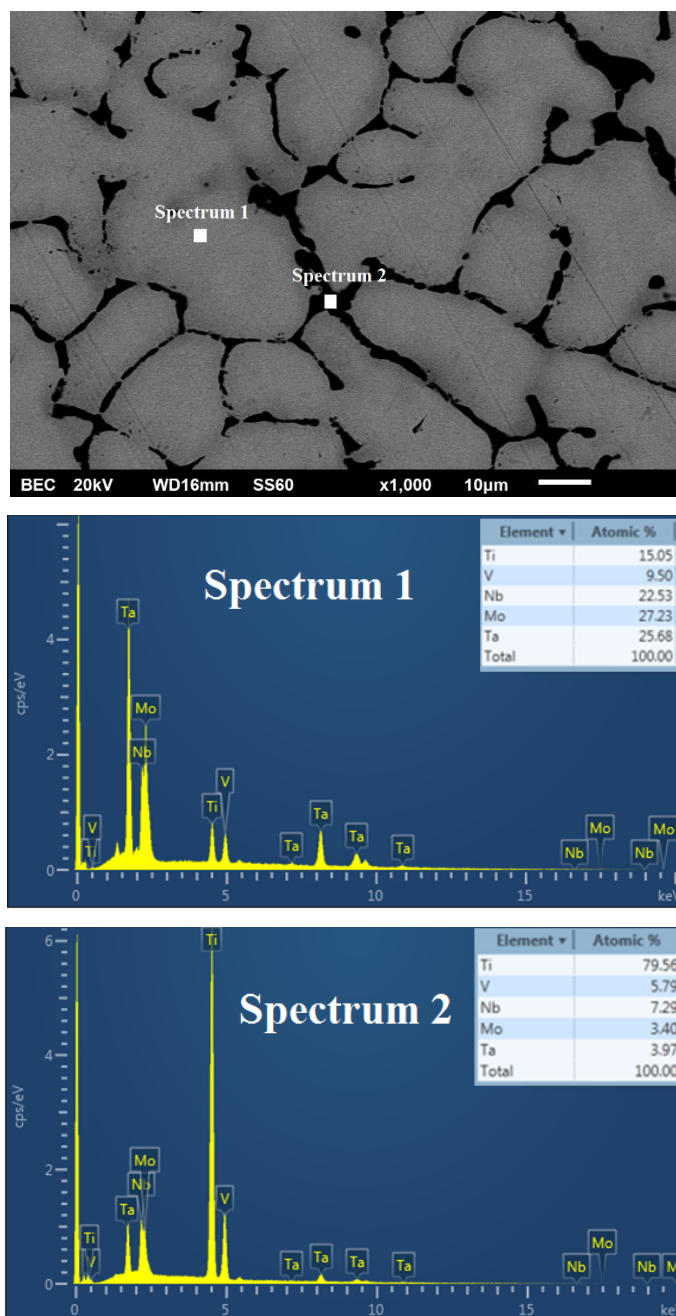 Spectrum 1
Spectrum 2
BEC 20kV WD16mm SS60 x1,000 10µm
Spectrum 1
Element Atomic %
Ti 15.05
V 9.50
Nb 22.53
Mo 27.23
Ta 25.68
Total 100.00
cps/eV
4
2
0
Ta
Mo
Nb
V
Ti
Ti
V
Ta
Ta
Ta
Ta
Nb
Mo
Nb
Mo
0 5 10 15 keV
Spectrum 2
Element Atomic %
Ti 79.56
V 5.79
Nb 7.29
Mo 3.40
Ta 3.97
Total 100.00
cps/eV
6
4
2
0
Ti
Mo
Nb
Ta
Ti
V
V
Ta
Ta
Ta
Ta
Nb
Mo
Nb
0 5 10 15 keV